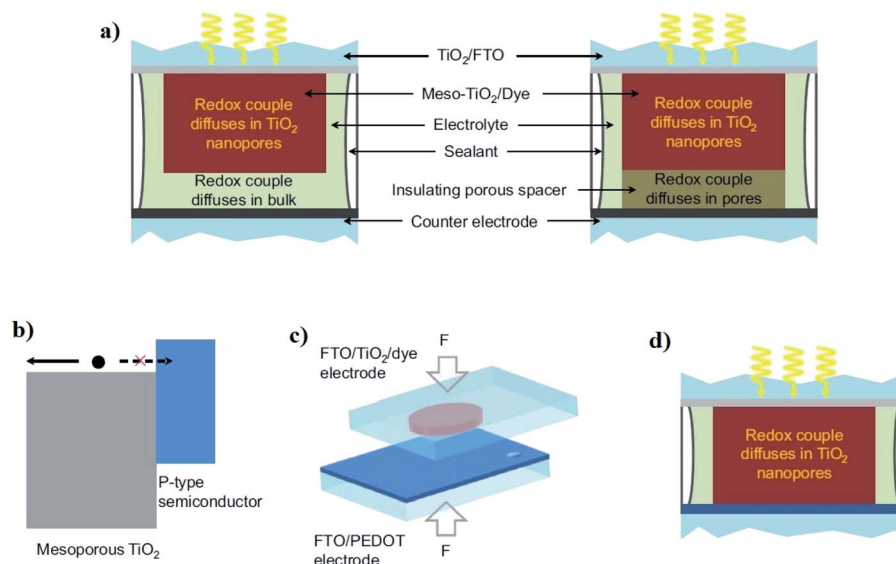 a)
TiO₂/FTO
Meso-TiO₂/Dye
Electrolyte
Sealant
Insulating porous spacer
Counter electrode
Redox couple
diffuses in TiO₂
nanopores
Redox couple
diffuses in bulk
Redox couple
diffuses in TiO₂
nanopores
Redox couple
diffuses in pores
b)
P-type
semiconductor
Mesoporous TiO₂
c)
FTO/TiO₂/dye
electrode
F
FTO/PEDOT
electrode
F
d)
Redox couple
diffuses in TiO₂
nanopores